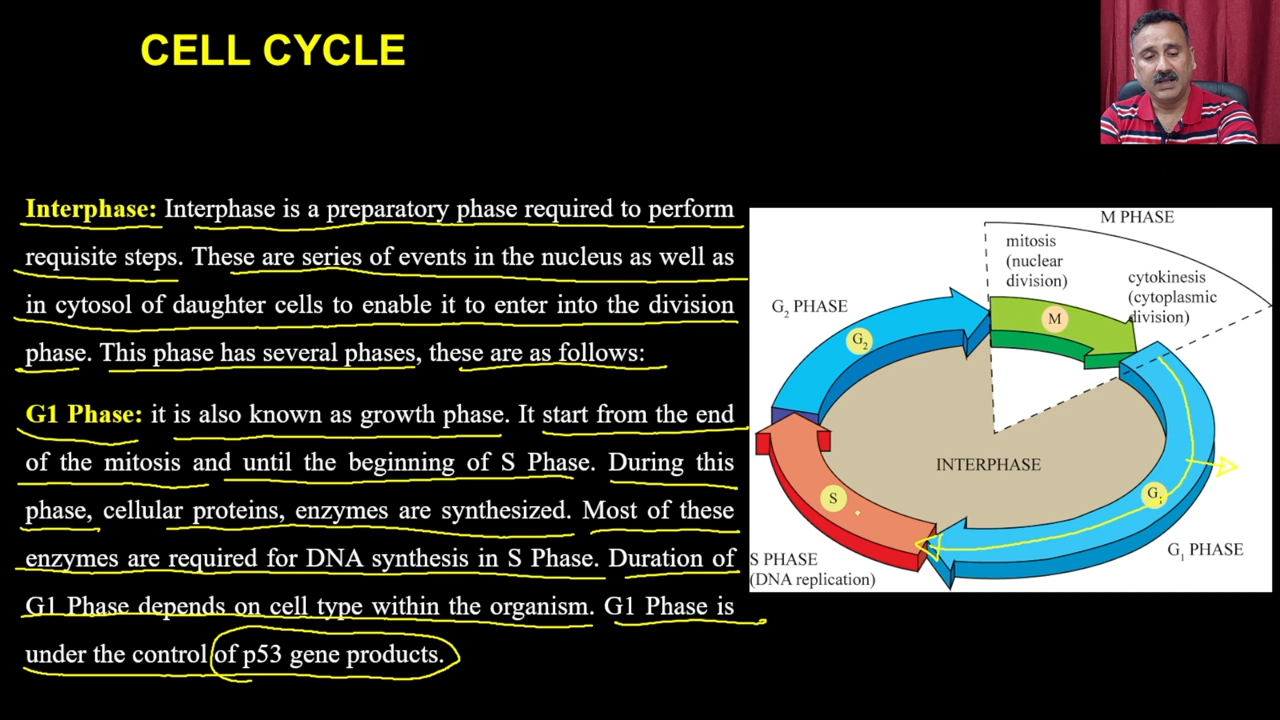 CELL CYCLE
Interphase: Interphase is a preparatory phase required to perform
requisite steps. These are series of events in the nucleus as well as
in cytosol of daughter cells to enable it to enter into the division
phase. This phase has several phases, these are as follows:
G1 Phase: it is also known as growth phase. It start from the end
of the mitosis and until the beginning of S Phase. During this
phase, cellular proteins, enzymes are synthesized. Most of these
enzymes are required for DNA synthesis in S Phase. Duration of
G1 Phase depends on cell type within the organism. G1 Phase is
under the control of p53 gene products.
M PHASE
mitosis
(nuclear
division)
cytokinesis
(cytoplasmic
division)
G₂ PHASE
M
G₂
INTERPHASE
S
G₁
G₁ PHASE
S PHASE
(DNA replication)